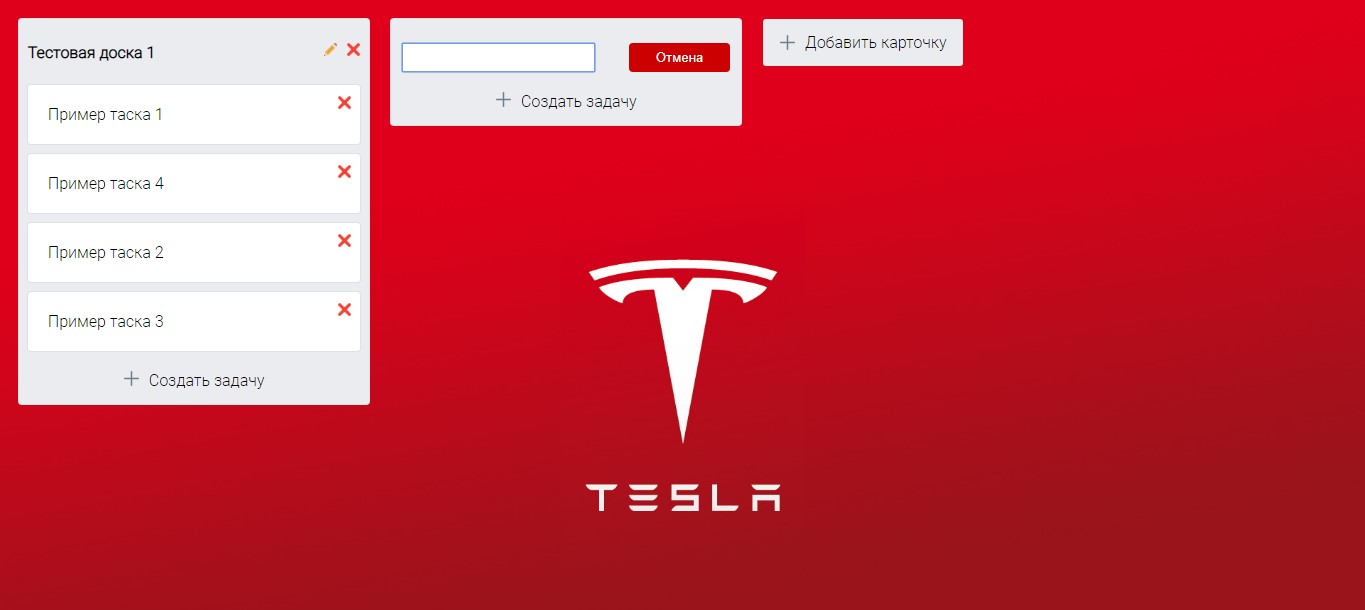 Тестовая доска 1
Пример таска 1
Пример таска 4
Пример таска 2
Пример таска 3
Создать задачу
Отмена
Создать задачу
Добавить карточку
TESLA